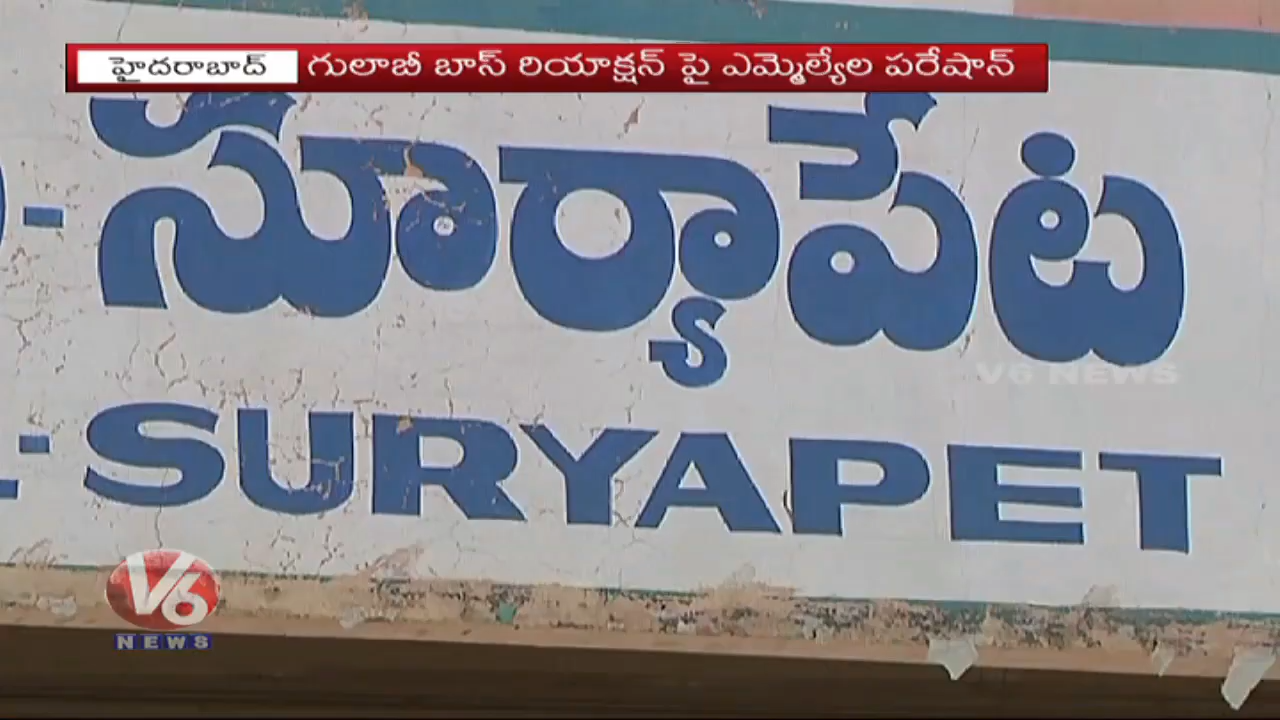 హైదరాబాద్ గులాబీ బాస్ రియాక్షన్ పై ఎమ్మెల్యేల పరేషాన్
- సూర్యాపేట
V6 NEWS
- SURYAPET
V6
NEWS